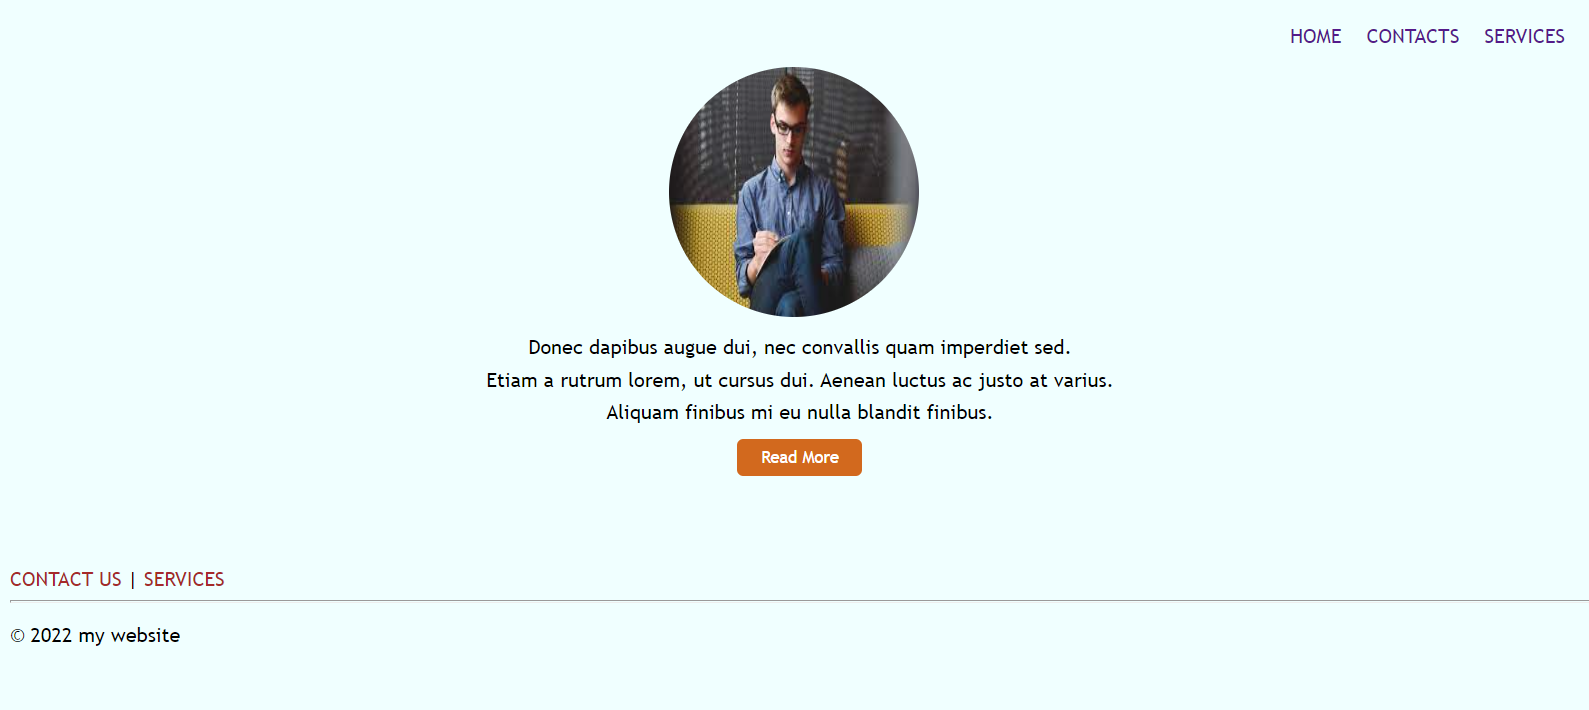 HOME CONTACTS SERVICES
Donec dapibus augue dui, nec convallis quam imperdiet sed.
Etiam a rutrum lorem, ut cursus dui. Aenean luctus ac justo at varius.
Aliquam finibus mi eu nulla blandit finibus.
Read More
CONTACT US | SERVICES
© 2022 my website